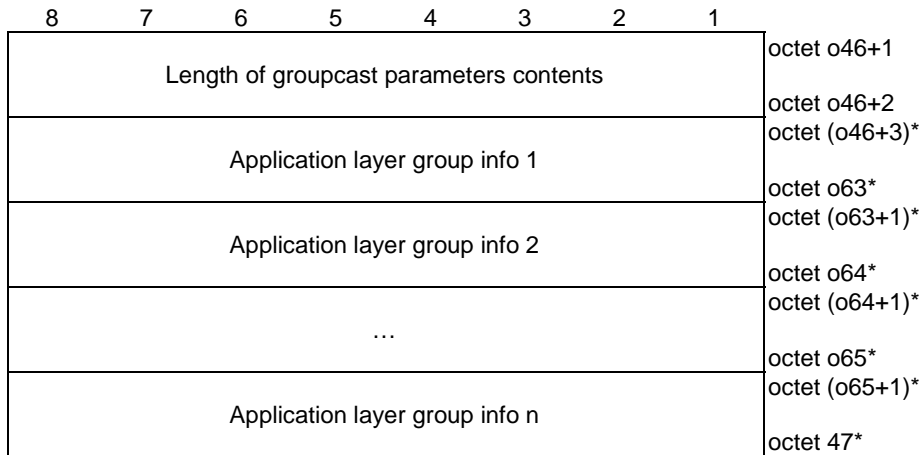 8 7 6 5 4 3 2 1
Length of groupcast parameters contents
octet o46+1
octet o46+2
Application layer group info 1
octet (o46+3)*
octet o63*
Application layer group info 2
octet (o63+1)*
octet o64*
…
octet (o64+1)*
octet o65*
Application layer group info n
octet (o65+1)*
octet 47*